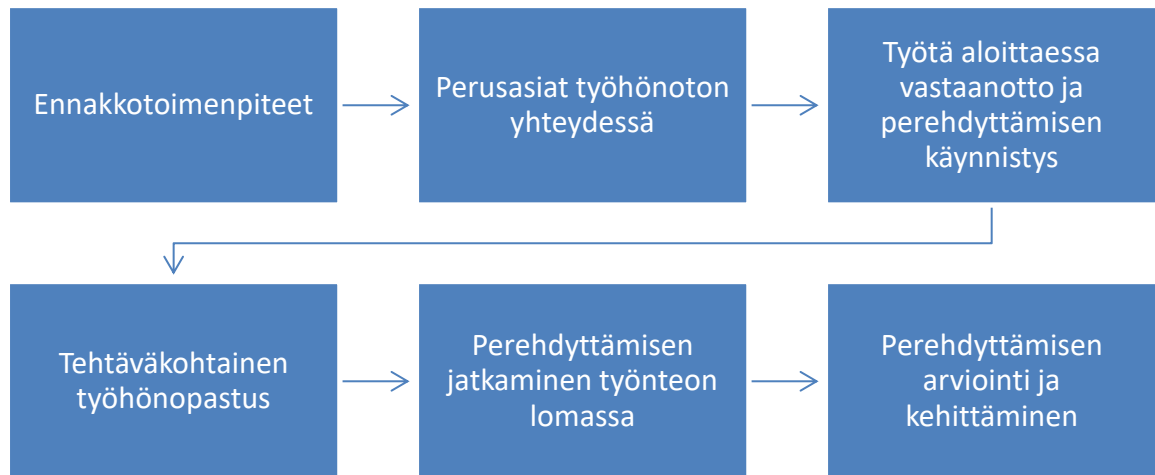 Ennakkotoimenpiteet
Perusasiat työhönoton
yhteydessä
Työtä aloittaessa
vastaanotto ja
perehdyttämisen
käynnistys
Tehtäväkohtainen
työhönopastus
Perehdyttämisen
jatkaminen työnteon
lomassa
Perehdyttämisen
arviointi ja
kehittäminen